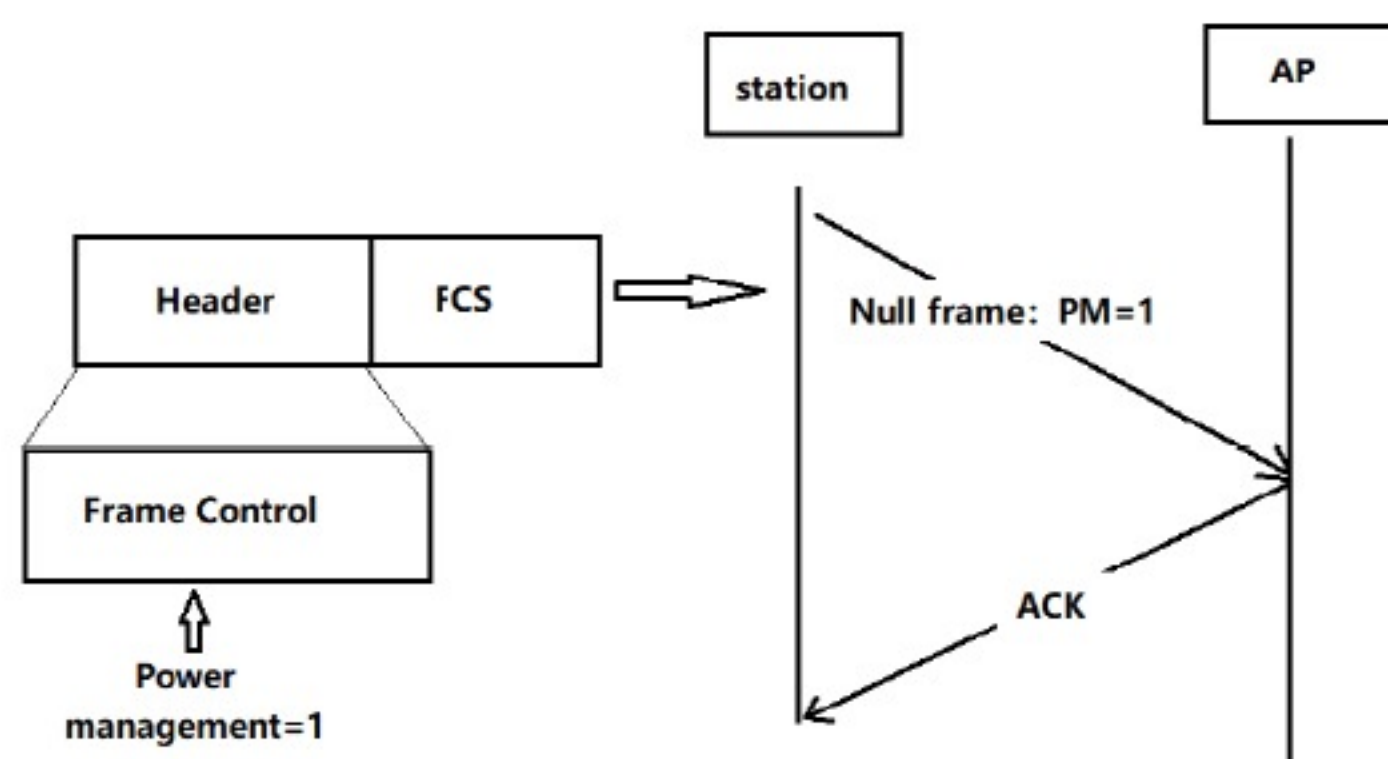 station
AP
Header
FCS
Null frame: PM=1
Frame Control
ACK
Power
management=1